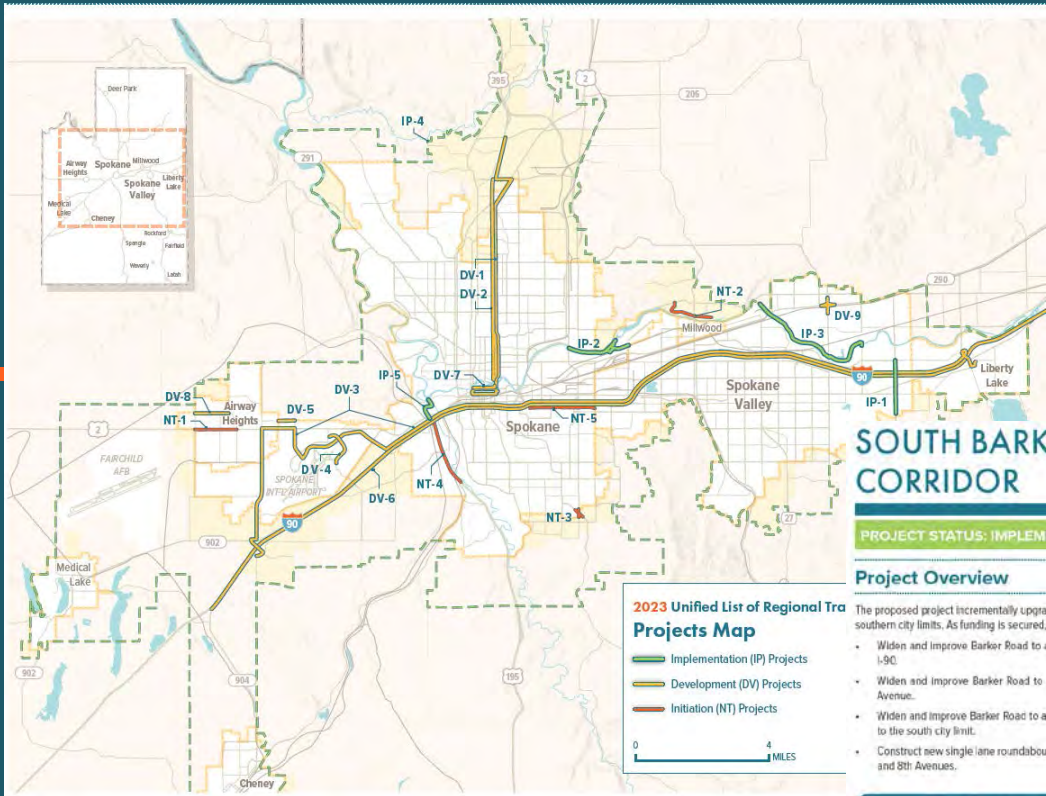 Deer Park
Airway
Heights
Spokane
Millwood
Spokane
Valley
Liberty
Lake
Medical
Lake
Cheney
Rockford
Spangle
Fairfield
Waverly
Latah
395
2
206
291
IP-4
DV-1
DV-2
NT-2
Millwood
290
DV-9
IP-3
IP-2
IP-5
DV-7
90
Liberty
Lake
IP-1
Spokane
Valley
DV-8
NT-1
Airway
Heights
DV-5
DV-3
NT-5
Spokane
2
FAIRCHILD
AFB
DV-4
SPOKANE
INT'L AIRPORT
DV-6
NT-4
90
NT-3
27
902
Medical
Lake
902
904
195
Cheney
2023 Unified List of Regional Tra
Projects Map
Implementation (IP) Projects
Development (DV) Projects
Initiation (NT) Projects
0 4
MILES
SOUTH BARK
CORRIDOR
PROJECT STATUS: IMPLEM
Project Overview
The proposed project incrementally upgra
southern city limits. As funding is secured,
• Widen and improve Barker Road to a
I-90.
• Widen and improve Barker Road to
Avenue.
• Widen and improve Barker Road to a
to the south city limit.
• Construct new single lane roundabou
and 8th Avenues.